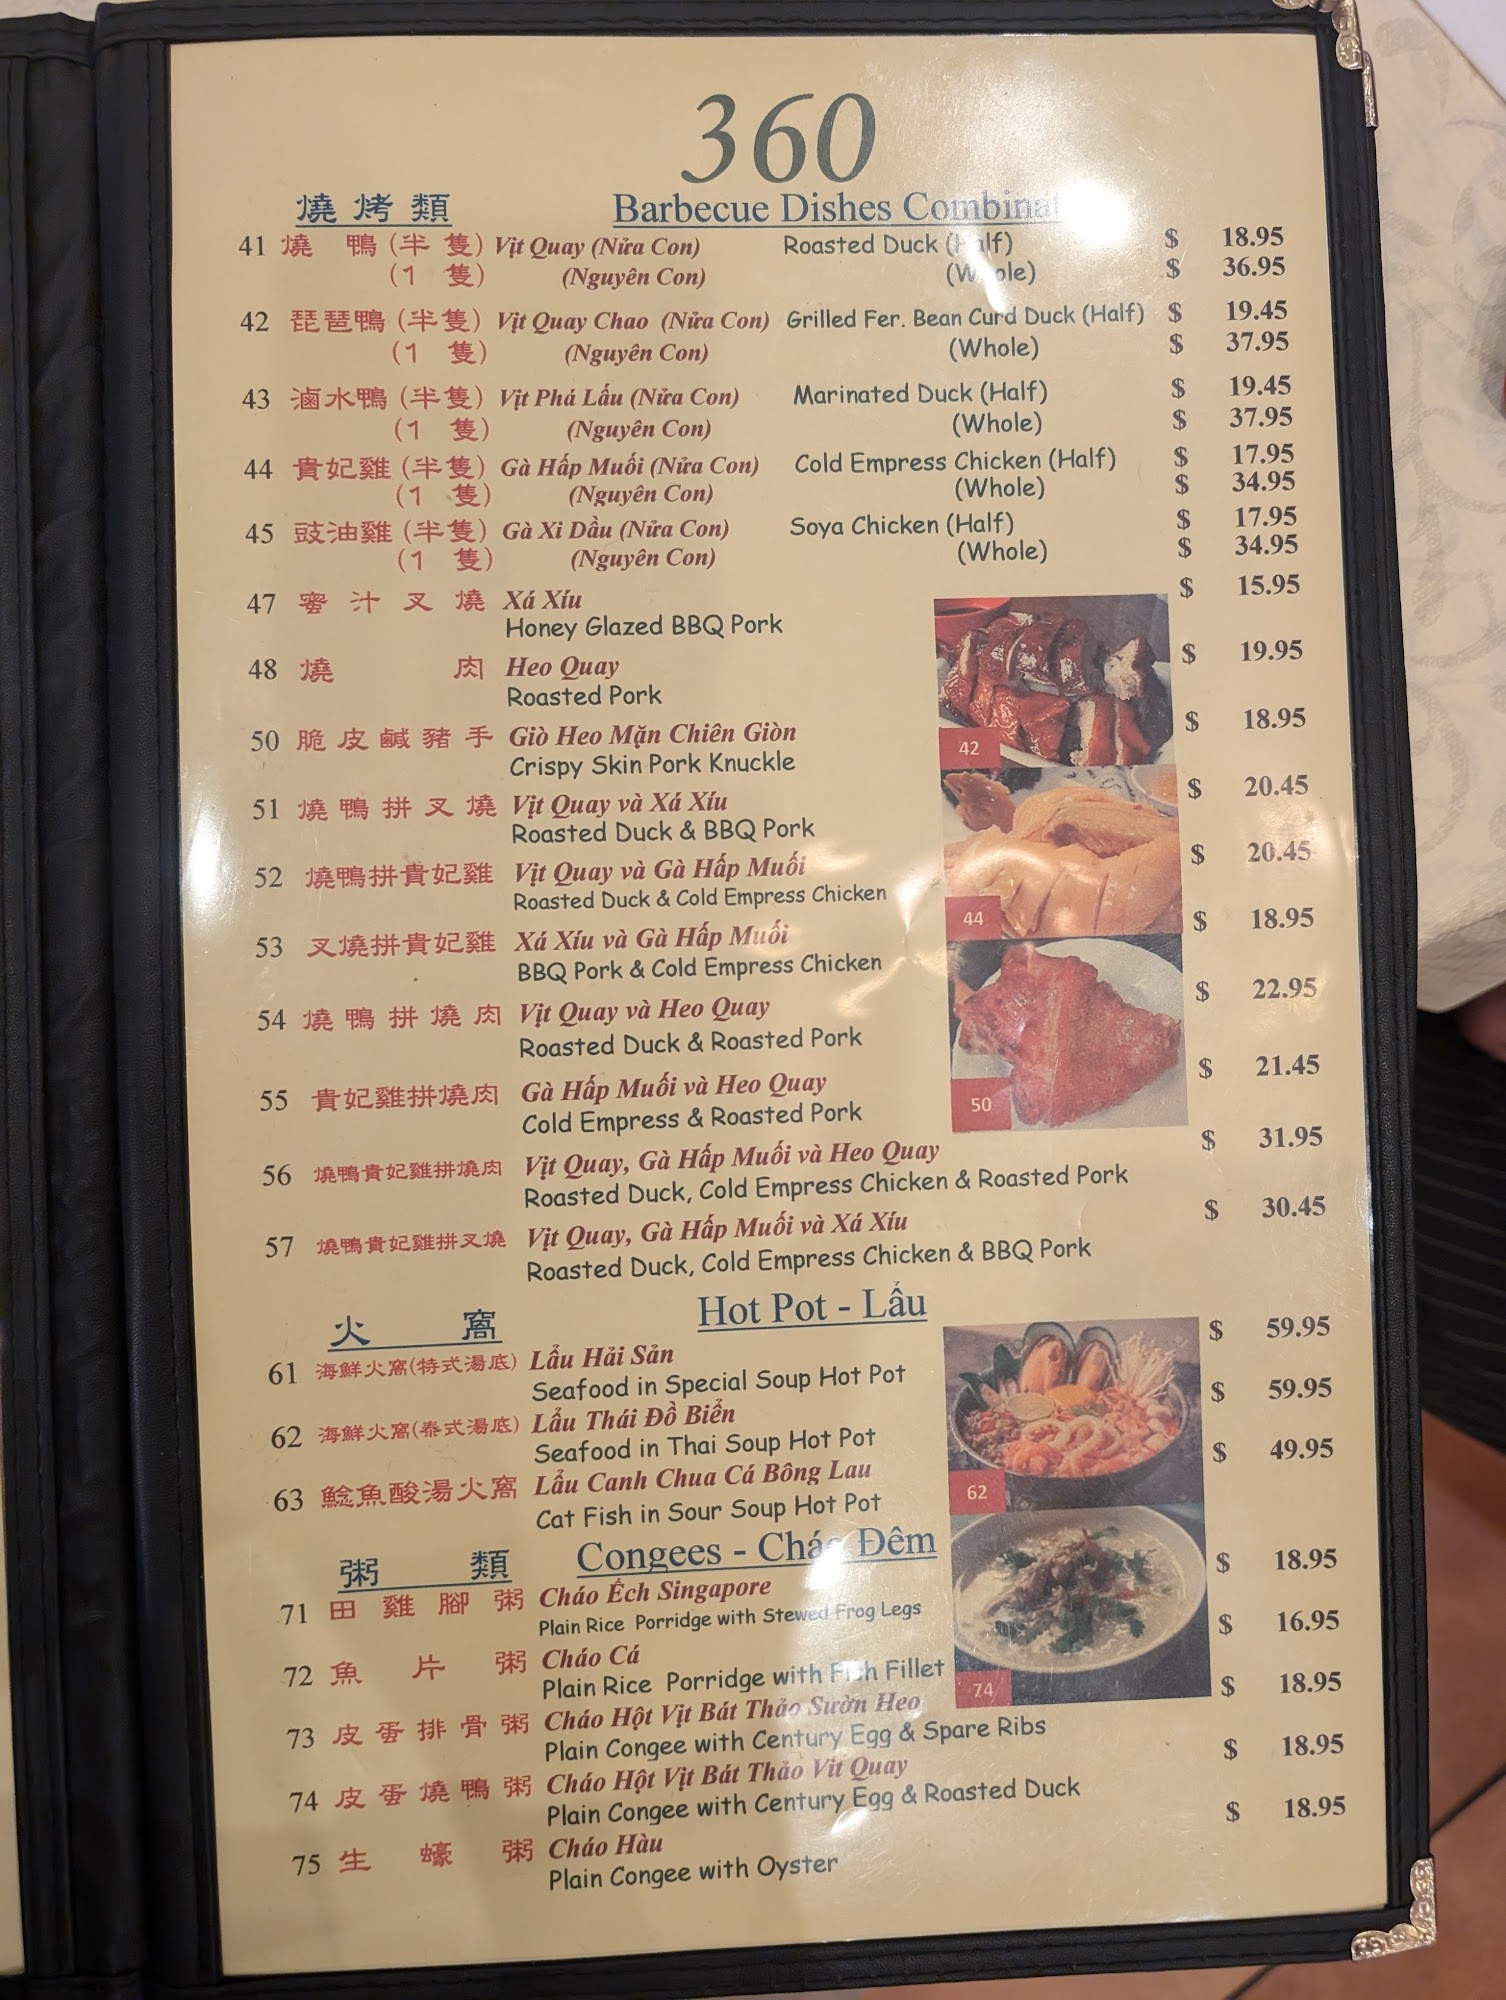 360
燒烤類 Barbecue Dishes
41 燒 鴨 (半 隻) Vịt Quay (Nửa Con) Roasted Duck (Half) $ 18.95
(1 隻) (Nguyên Con) (Whole) $ 36.95
42 琵琶鴨 (半隻) Vịt Quay Chao (Nửa Con) Grilled Fer. Bean Curd Duck (Half) $ 19.45
(1 隻) (Nguyên Con) (Whole) $ 37.95
43 滷水鴨 (半隻) Vịt Phá Lấu (Nửa Con) Marinated Duck (Half) $ 19.45
(1 隻) (Nguyên Con) (Whole) $ 37.95
44 貴妃雞 (半隻) Gà Hấp Muối (Nửa Con) Cold Empress Chicken (Half) $ 17.95
(1 隻) (Nguyên Con) (Whole) $ 34.95
45 豉油雞 (半隻) Gà Xì Dầu (Nửa Con) Soya Chicken (Half) $ 17.95
(1 隻) (Nguyên Con) (Whole) $ 34.95
47 蜜汁叉燒 Xá Xíu $ 15.95
Honey Glazed BBQ Pork
48 燒 肉 Heo Quay $ 19.95
Roasted Pork
50 脆皮鹹豬手 Giò Heo Mặn Chiên Giòn $ 18.95
Crispy Skin Pork Knuckle
42
51 燒鴨拼叉燒 Vịt Quay và Xá Xíu $ 20.45
Roasted Duck & BBQ Pork
52 燒鴨拼貴妃雞 Vịt Quay và Gà Hấp Muối $ 20.45
Roasted Duck & Cold Empress Chicken
44
53 叉燒拼貴妃雞 Xá Xíu và Gà Hấp Muối $ 18.95
BBQ Pork & Cold Empress Chicken
54 燒鴨拼燒肉 Vịt Quay và Heo Quay $ 22.95
Roasted Duck & Roasted Pork
55 貴妃雞拼燒肉 Gà Hấp Muối và Heo Quay $ 21.45
Cold Empress & Roasted Pork
50
56 燒鴨貴妃雞拼燒肉 Vịt Quay, Gà Hấp Muối và Heo Quay $ 31.95
Roasted Duck, Cold Empress Chicken & Roasted Pork
57 燒鴨貴妃雞拼叉燒 Vịt Quay, Gà Hấp Muối và Xá Xíu $ 30.45
Roasted Duck, Cold Empress Chicken & BBQ Pork
火 窩 Hot Pot - Lẩu
61 海鮮火窩(特式湯底) Lẩu Hải Sản $ 59.95
Seafood in Special Soup Hot Pot
62 海鮮火窩(泰式湯底) Lẩu Thái Đồ Biển $ 59.95
Seafood in Thai Soup Hot Pot
63 鯰魚酸湯火窩 Lẩu Canh Chua Cá Bông Lau $ 49.95
Cat Fish in Sour Soup Hot Pot
62
粥 類 Congees - Cháo Đêm
71 田雞腳粥 Cháo Ếch Singapore $ 18.95
Plain Rice Porridge with Stewed Frog Legs
72 魚片粥 Cháo Cá $ 16.95
Plain Rice Porridge with Fish Fillet
74
73 皮蛋排骨粥 Cháo Hột Vịt Bát Thảo Sườn Heo $ 18.95
Plain Congee with Century Egg & Spare Ribs
74 皮蛋燒鴨粥 Cháo Hột Vịt Bát Thảo Vịt Quay $ 18.95
Plain Congee with Century Egg & Roasted Duck
75 生蠔粥 Cháo Hàu $ 18.95
Plain Congee with Oyster